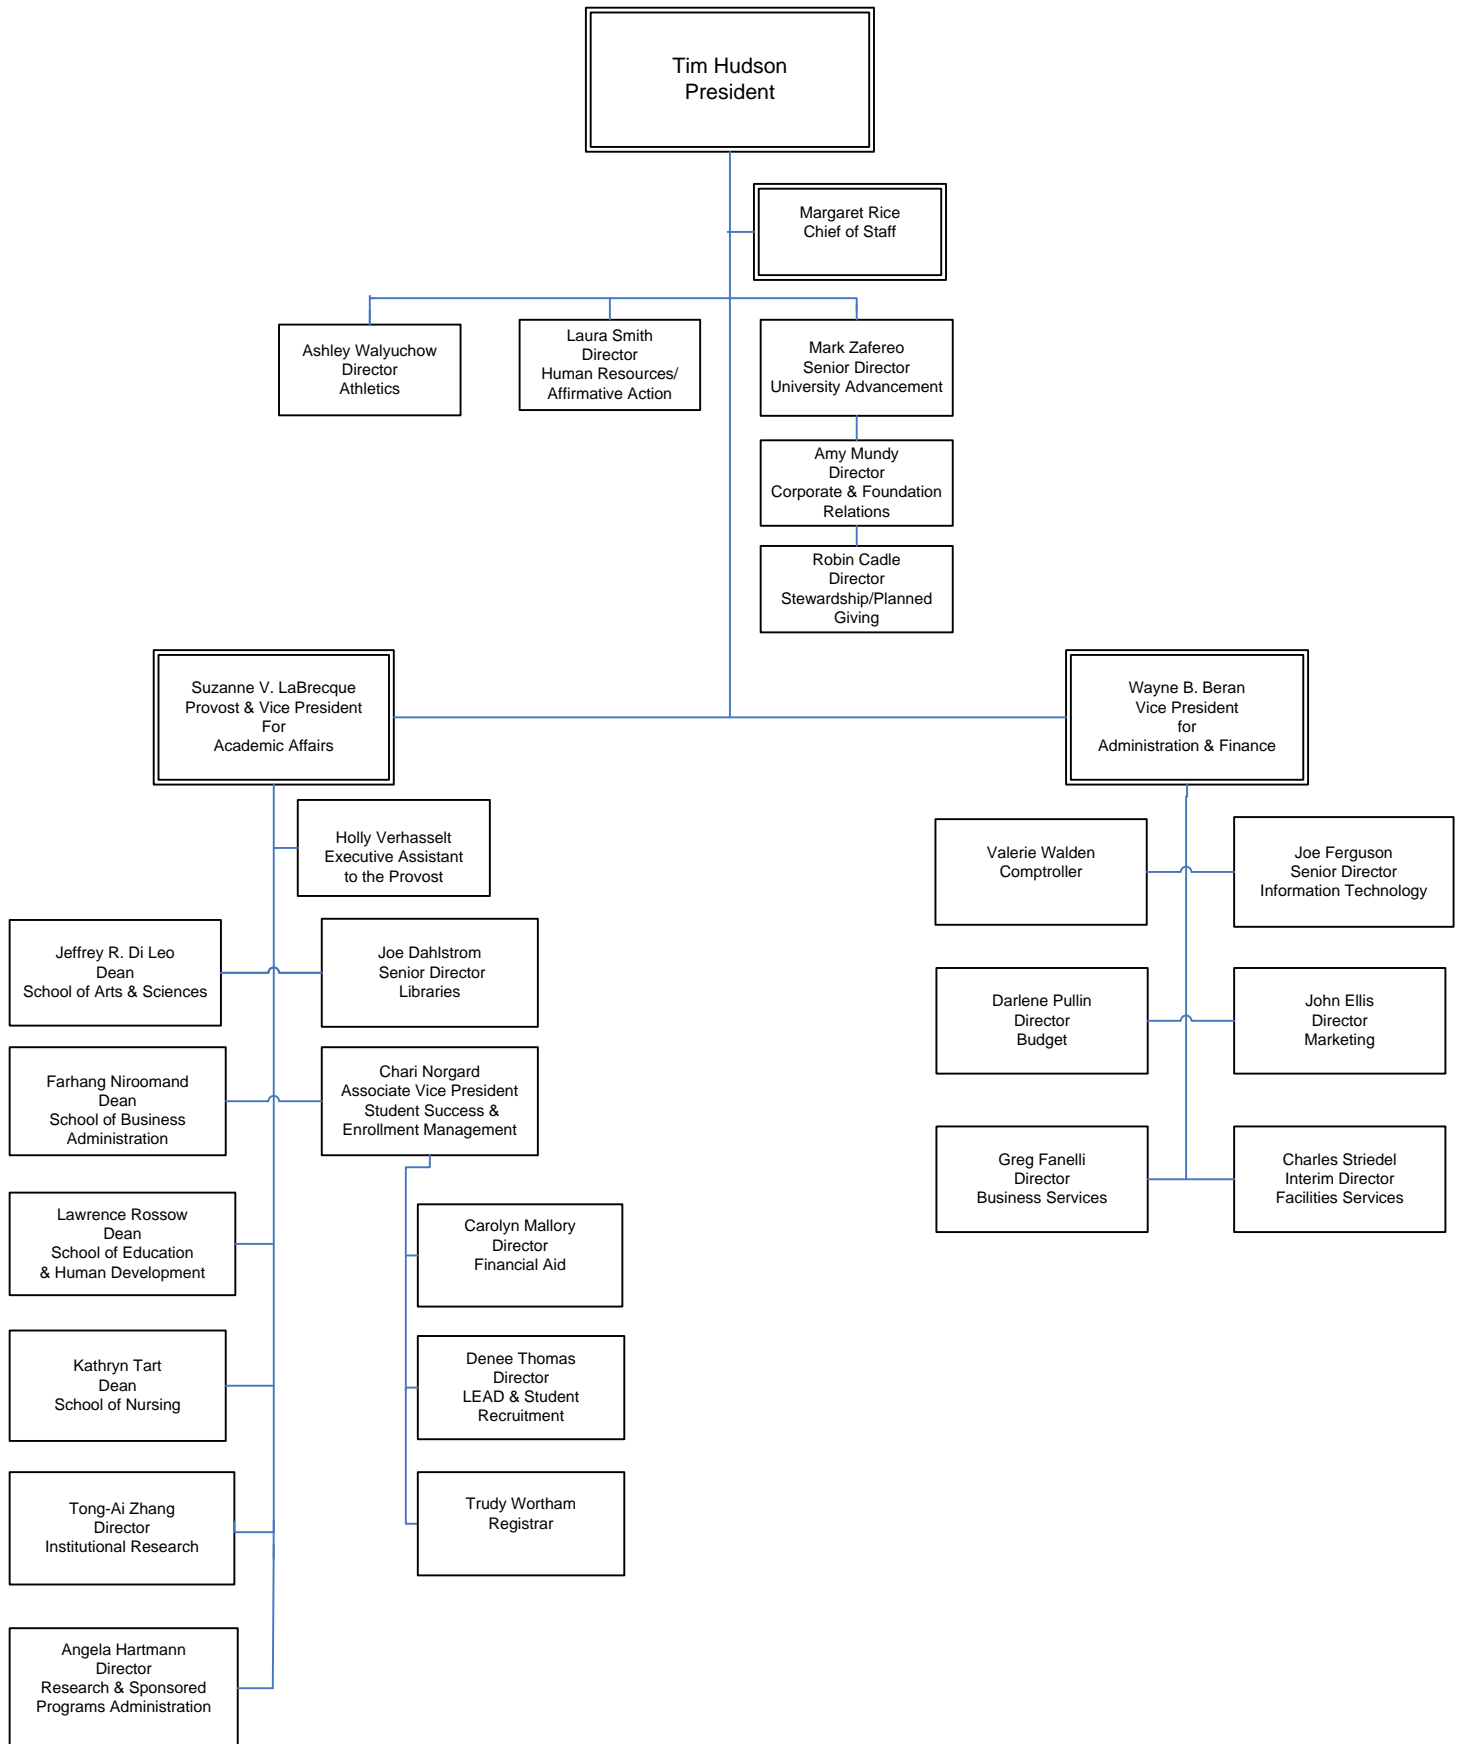 Tim Hudson
President
Margaret Rice
Chief of Staff
Ashley Walyuchow
Director
Athletics
Laura Smith
Director
Human Resources/
Affirmative Action
Mark Zafereo
Senior Director
University Advancement
Amy Mundy
Director
Corporate & Foundation
Relations
Robin Cadle
Director
Stewardship/Planned
Giving
Suzanne V. LaBrecque
Provost & Vice President
For
Academic Affairs
Wayne B. Beran
Vice President
for
Administration & Finance
Holly Verhasselt
Executive Assistant
to the Provost
Jeffrey R. Di Leo
Dean
School of Arts & Sciences
Joe Dahlstrom
Senior Director
Libraries
Farhang Niroomand
Dean
School of Business
Administration
Chari Norgard
Associate Vice President
Student Success &
Enrollment Management
Lawrence Rossow
Dean
School of Education
& Human Development
Carolyn Mallory
Director
Financial Aid
Kathryn Tart
Dean
School of Nursing
Denee Thomas
Director
LEAD & Student
Recruitment
Tong-Ai Zhang
Director
Institutional Research
Trudy Wortham
Registrar
Angela Hartmann
Director
Research & Sponsored
Programs Administration
Valerie Walden
Comptroller
Joe Ferguson
Senior Director
Information Technology
Darlene Pullin
Director
Budget
John Ellis
Director
Marketing
Greg Fanelli
Director
Business Services
Charles Striedel
Interim Director
Facilities Services